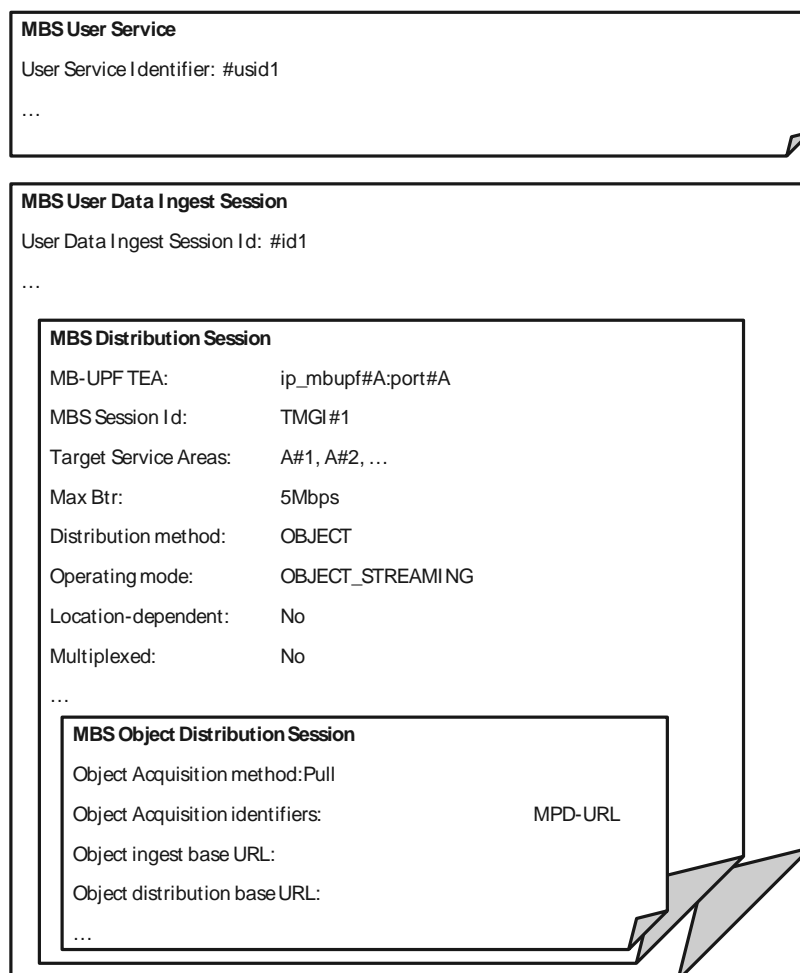 MBS User Service
User Service Identifier: #usid1
…
MBS User Data Ingest Session
User Data Ingest Session Id: #id1
…
MBS Distribution Session
MB-UPF TEA: ip_mbupf#A:port#A
MBS Session Id: TMGI#1
Target Service Areas: A#1, A#2, …
Max Btr: 5Mbps
Distribution method: OBJECT
Operating mode: OBJECT_STREAMING
Location-dependent: No
Multiplexed: No
…
MBS Object Distribution Session
Object Acquisition method:Pull
Object Acquisition identifiers: MPD-URL
Object ingest base URL:
Object distribution base URL:
…